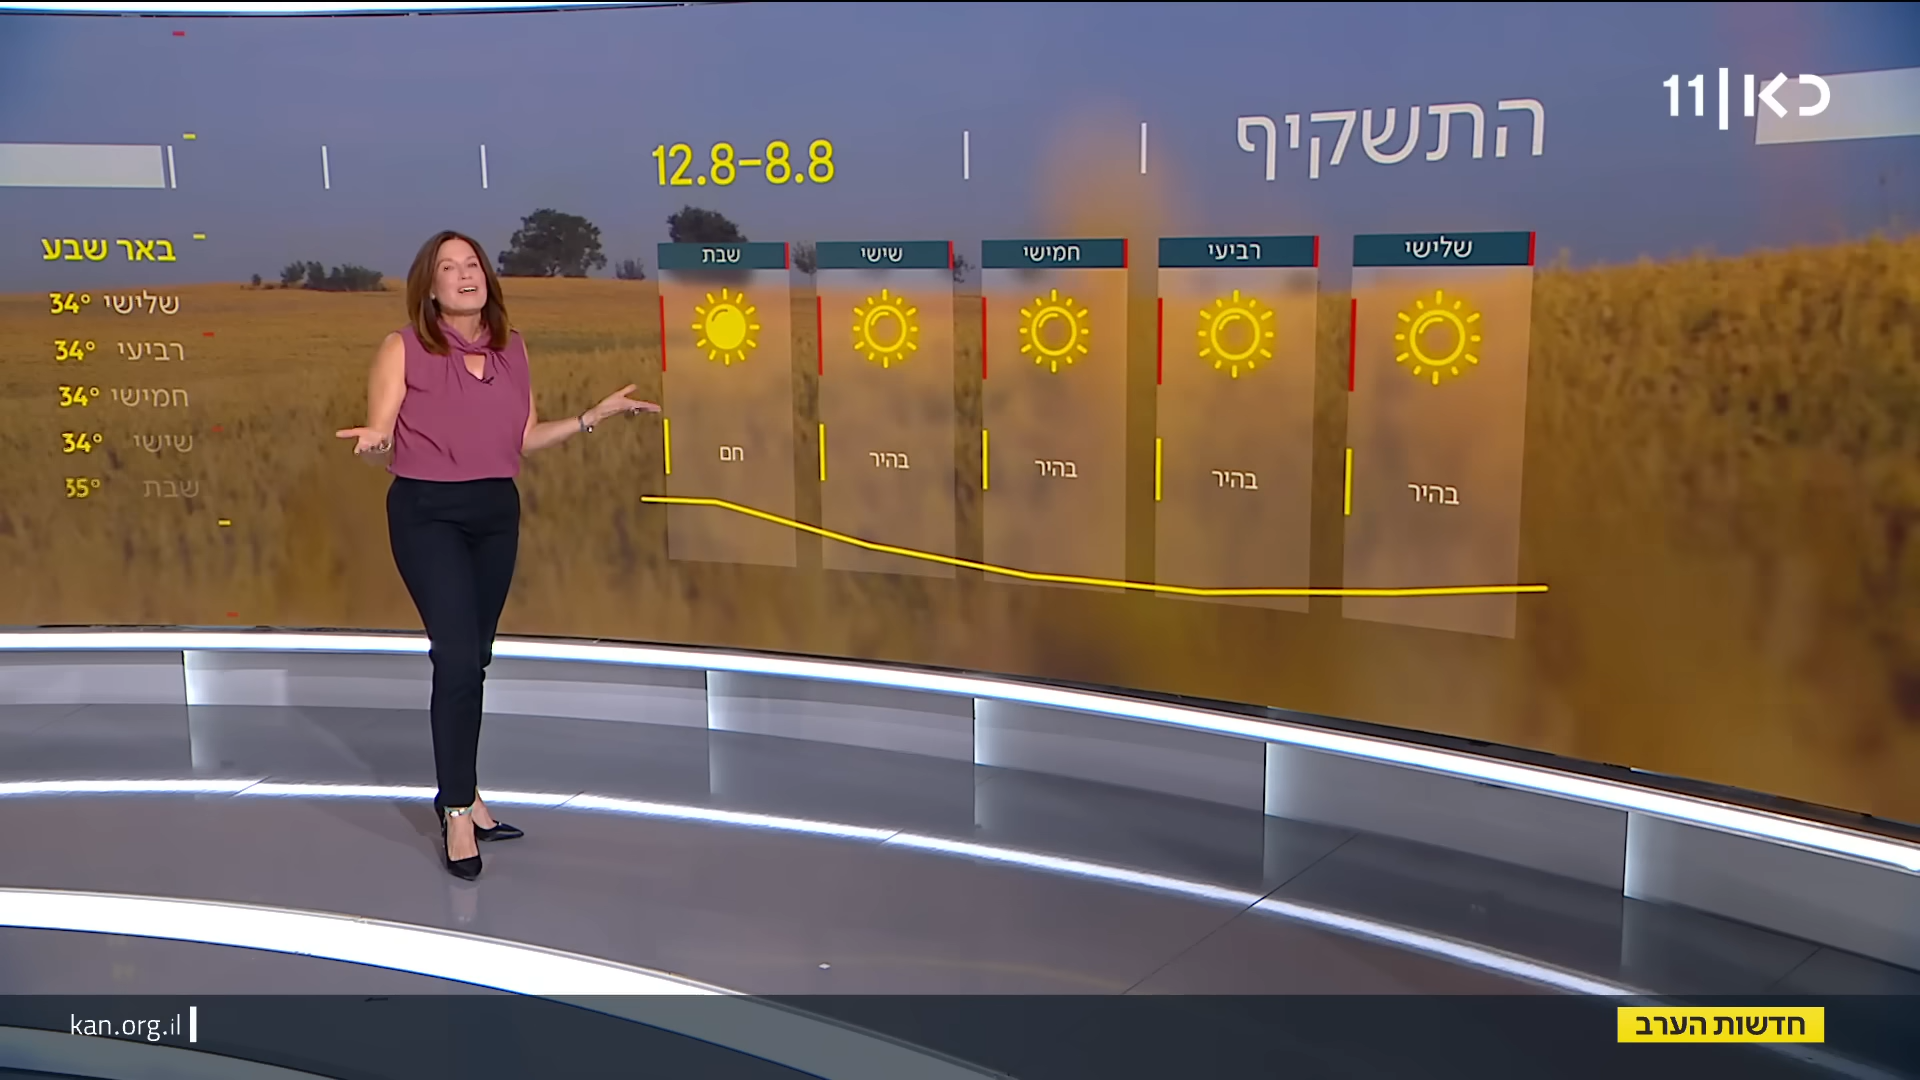 כאן 11
התשקיף
12.8-8.8
שלישי
בהיר
רביעי
בהיר
חמישי
בהיר
שישי
בהיר
שבת
חם
באר שבע
שלישי 34°
רביעי 34°
חמישי 34°
שישי 34°
שבת 35°
חדשות הערב
kan.org.il